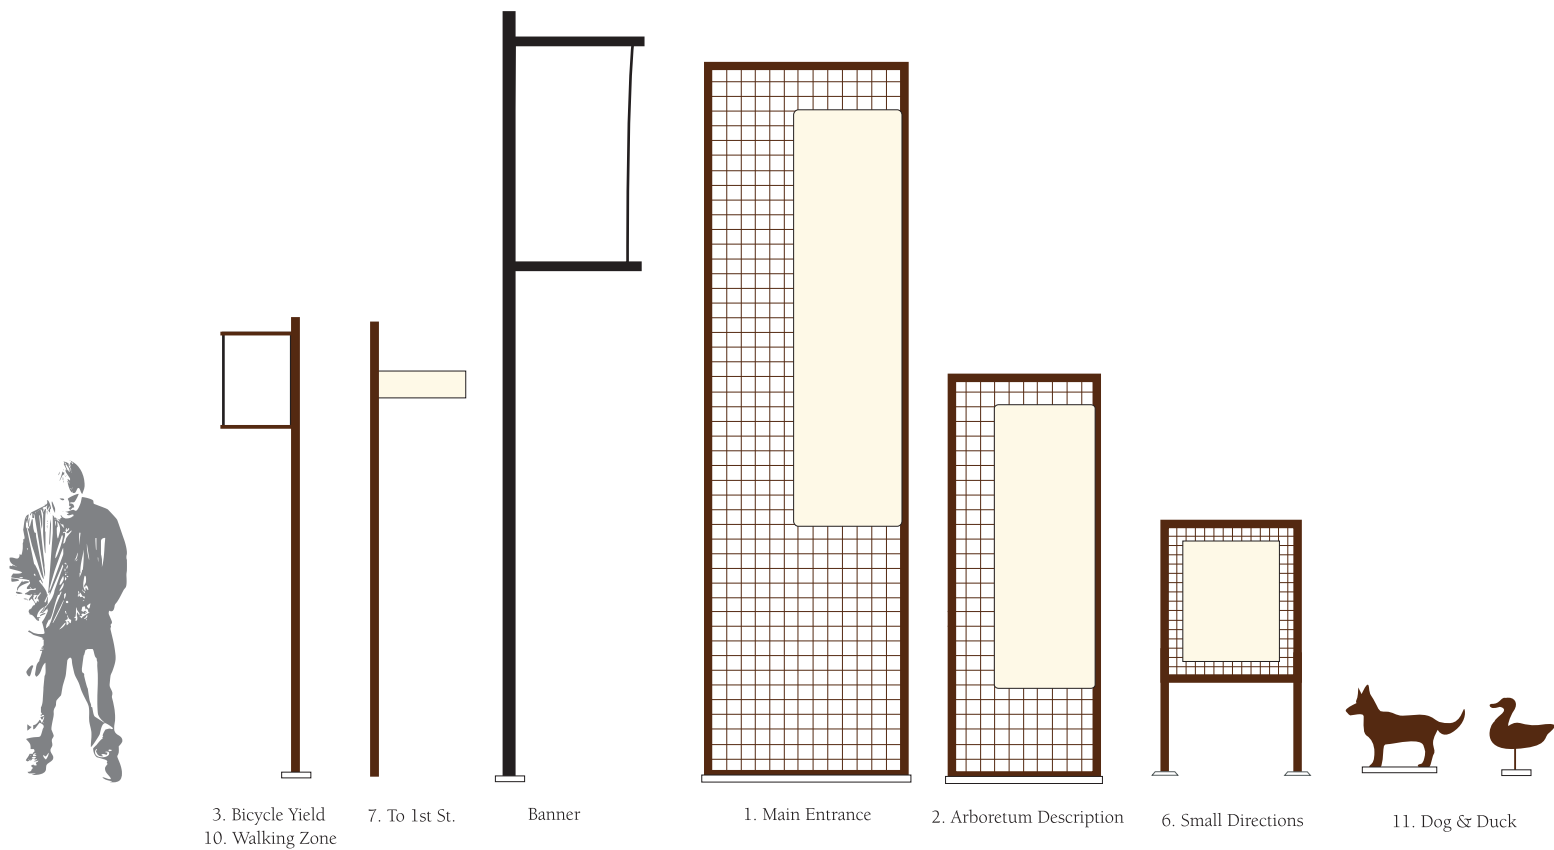 3. Bicycle Yield
10. Walking Zone
7. To 1st St.
Banner
1. Main Entrance
2. Arboretum Description
6. Small Directions
11. Dog & Duck